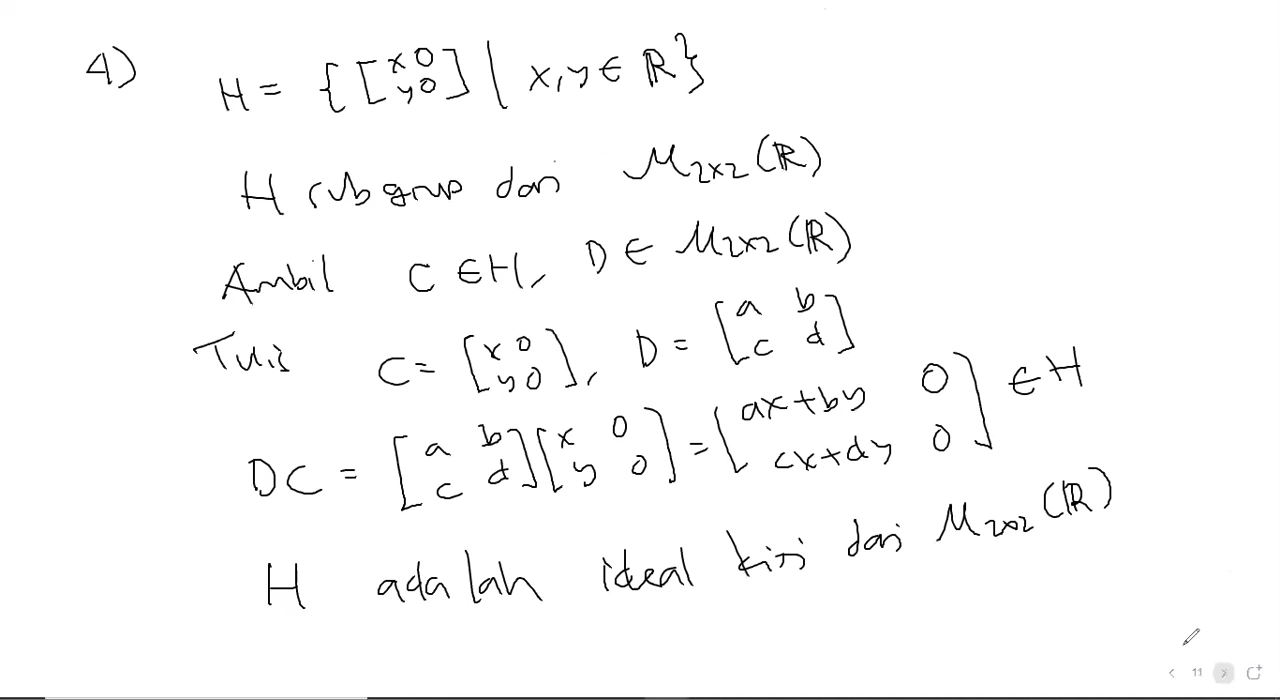 4) H = { [x 0 y 0] | x, y ∈ ℝ }
H subgrup dari M₂ₓ₂(ℝ)
Ambil C ∈ H, D ∈ M₂ₓ₂(ℝ)
Tulis C = [x 0 y 0], D = [a b c d]
DC = [a b c d] [x 0 y 0] = [ax+by 0 cx+dy 0] ∈ H
H adalah ideal kiri dari M₂ₓ₂(ℝ)
11